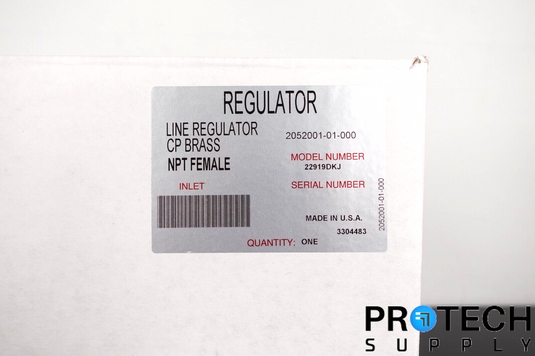 REGULATOR
LINE REGULATOR
CP BRASS
NPT FEMALE
INLET
2052001-01-000
MODEL NUMBER
22919DKJ
SERIAL NUMBER
MADE IN U.S.A.
3304483
QUANTITY: ONE
2052001-01-000
PROTECH
SUPPLY